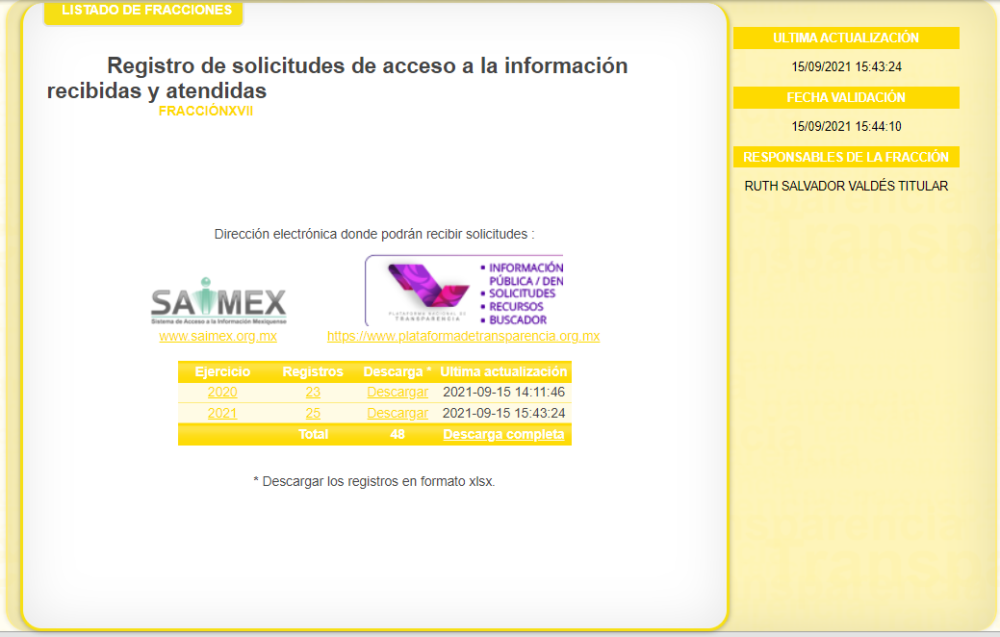 LISTADO DE FRACCIONES
Registro de solicitudes de acceso a la información
recibidas y atendidas
FRACCIÓNXVII
Dirección electrónica donde podrán recibir solicitudes :
SAIMEX
Sistema de Acceso a la Información Mexiquense
www.saimex.org.mx
PLATAFORMA NACIONAL DE
TRANSPARENCIA
• INFORMACIÓN
PÚBLICA / DEN
• SOLICITUDES
• RECURSOS
• BUSCADOR
https://www.plataformadetransparencia.org.mx
Ejercicio Registros Descarga * Ultima actualización
2020 23 Descargar 2021-09-15 14:11:46
2021 25 Descargar 2021-09-15 15:43:24
Total 48 Descarga completa
* Descargar los registros en formato xlsx.
ULTIMA ACTUALIZACIÓN
15/09/2021 15:43:24
FECHA VALIDACIÓN
15/09/2021 15:44:10
RESPONSABLES DE LA FRACCIÓN
RUTH SALVADOR VALDÉS TITULAR